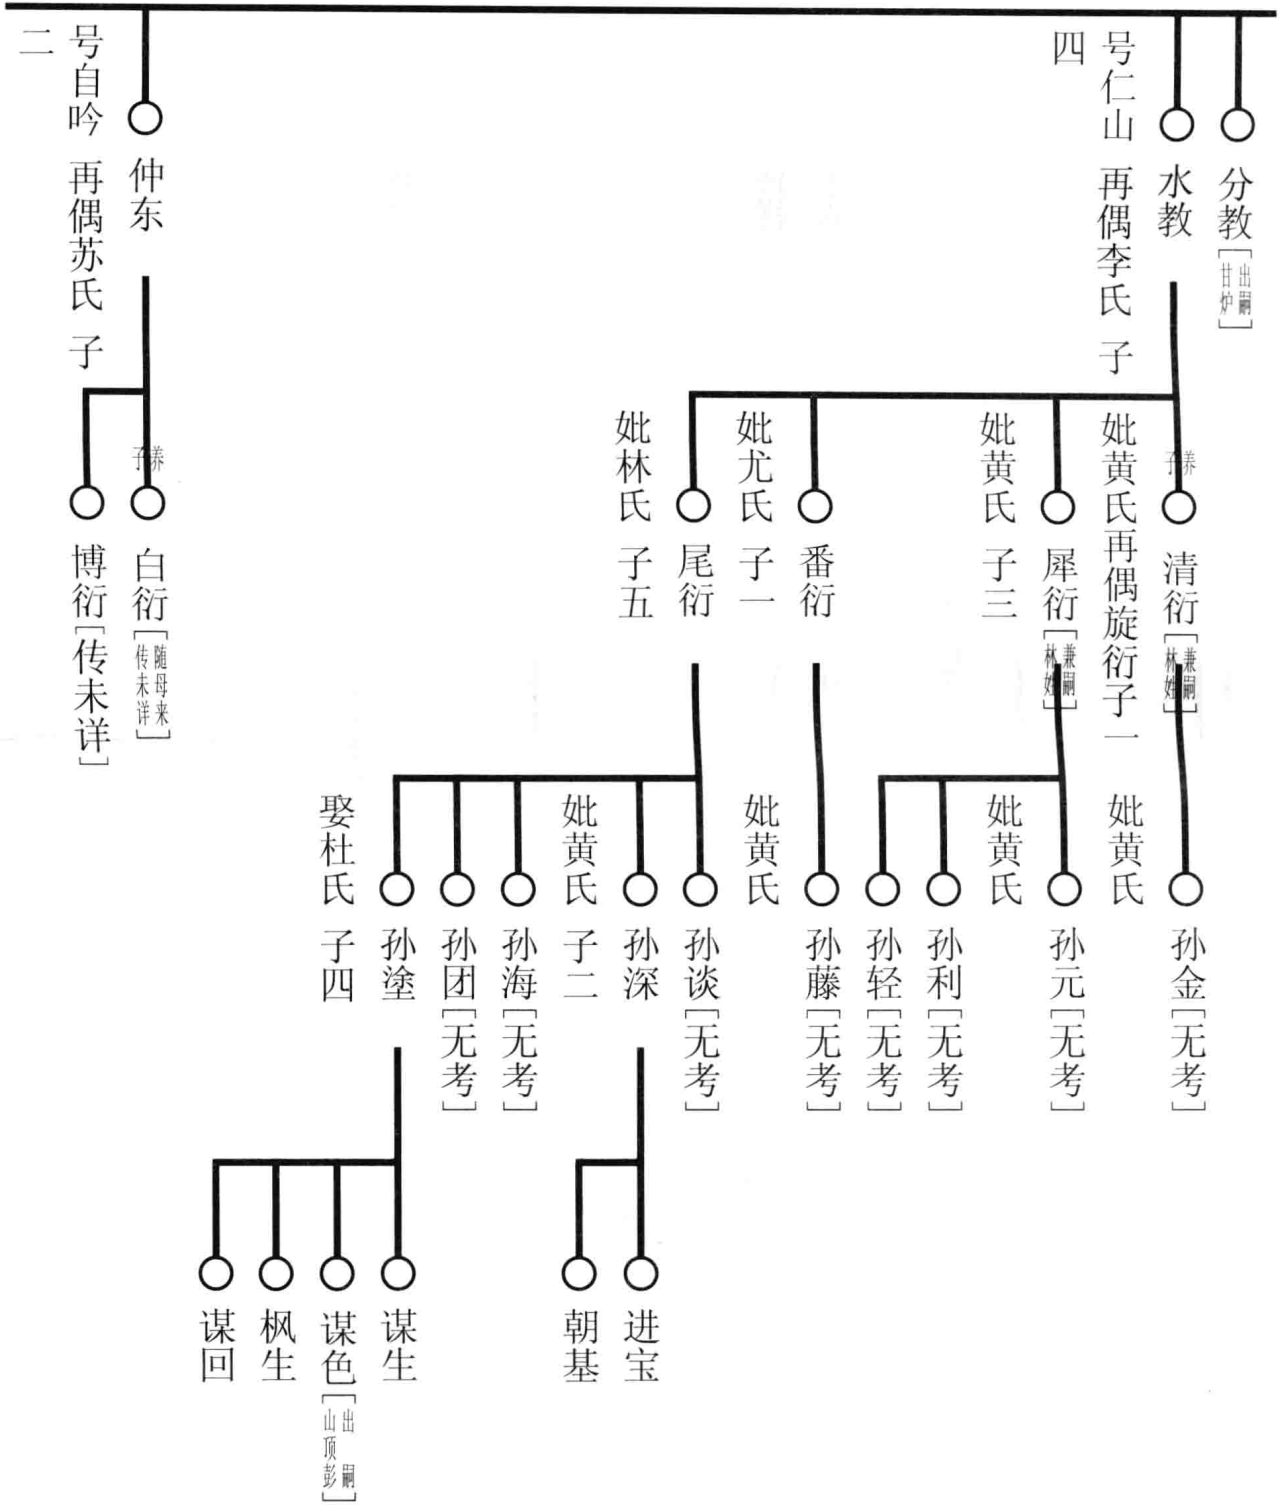 分教[出嗣甘炉]
水教
号仁山 再偶李氏 子四
仲东
号自吟 再偶苏氏 子二
养子
清衍[兼嗣林姓]
妣黄氏再偶旋衍子一
犀衍[兼嗣林姓]
妣黄氏 子三
番衍
妣尤氏 子一
尾衍
妣林氏 子五
养子
白衍[随母来传未详]
博衍[传未详]
孙金[无考]
妣黄氏
孙元[无考]
妣黄氏
孙利[无考]
孙轻[无考]
孙藤[无考]
妣黄氏
孙谈[无考]
孙深
妣黄氏 子二
孙海[无考]
孙团[无考]
孙塗
娶杜氏 子四
进宝
朝基
谋生
谋色[出嗣山顶彭]
枫生
谋回